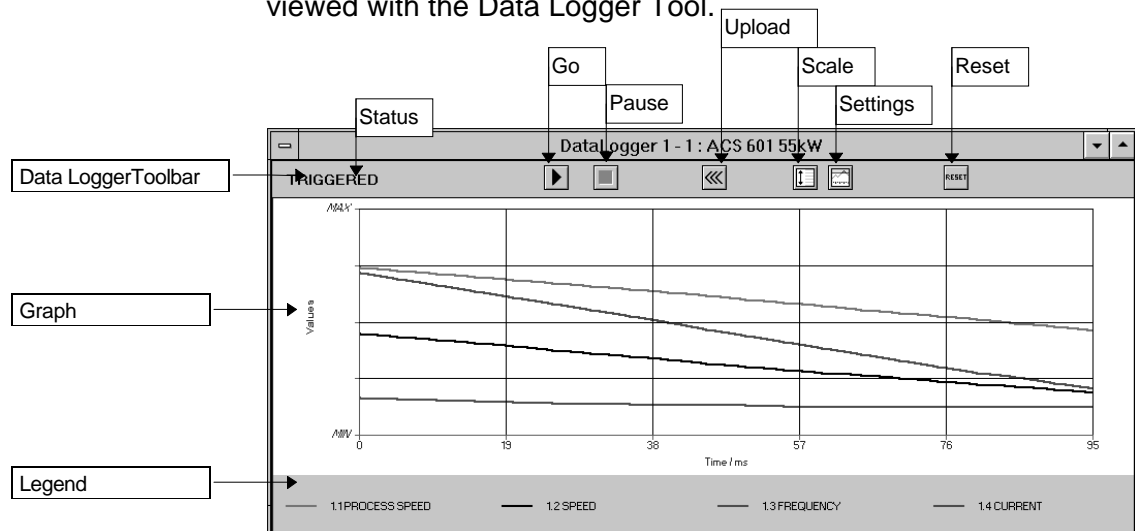 viewed with the Data Logger Tool.
Upload
Go
Scale
Reset
Pause
Settings
Status
DataLogger 1 - 1 : ACS 601 55kW
Data LoggerToolbar
TRIGGERED
RESET
MAX
Graph
Values
MIN
0 19 38 57 76 95
Time / ms
Legend
1.1PROCESS SPEED 1.2 SPEED 1.3 FREQUENCY 1.4 CURRENT